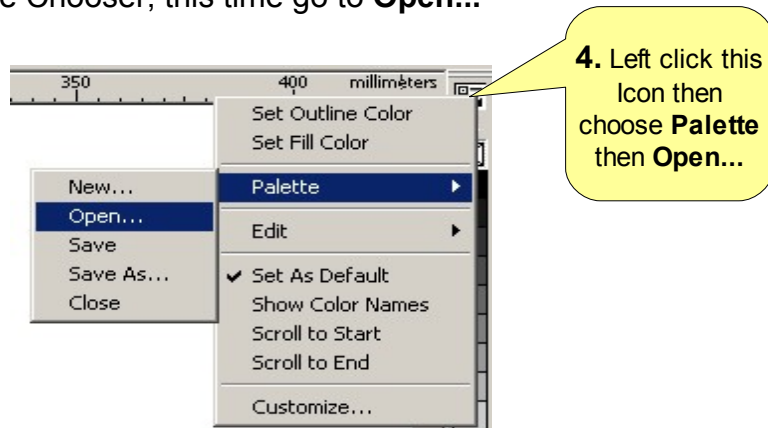 e Chooser, this time go to Open...
350 400 millimeters
4. Left click this
Icon then
choose Palette
then Open...
Set Outline Color
Set Fill Color
Palette
Edit
Set As Default
Show Color Names
Scroll to Start
Scroll to End
Customize...
New...
Open...
Save
Save As...
Close